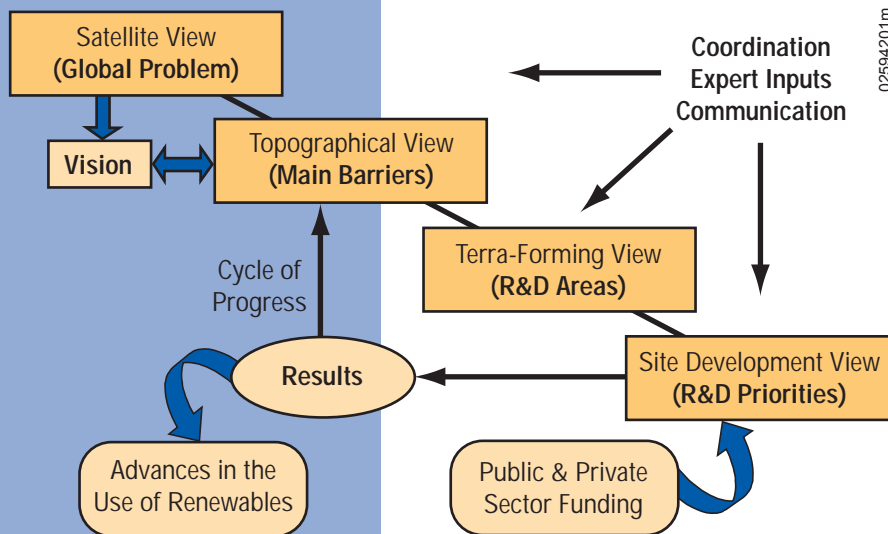 Satellite View
(Global Problem)
Coordination
Expert Inputs
Communication
02594201m
Vision
Topographical View
(Main Barriers)
Terra-Forming View
(R&D Areas)
Cycle of
Progress
Results
Site Development View
(R&D Priorities)
Advances in the
Use of Renewables
Public & Private
Sector Funding